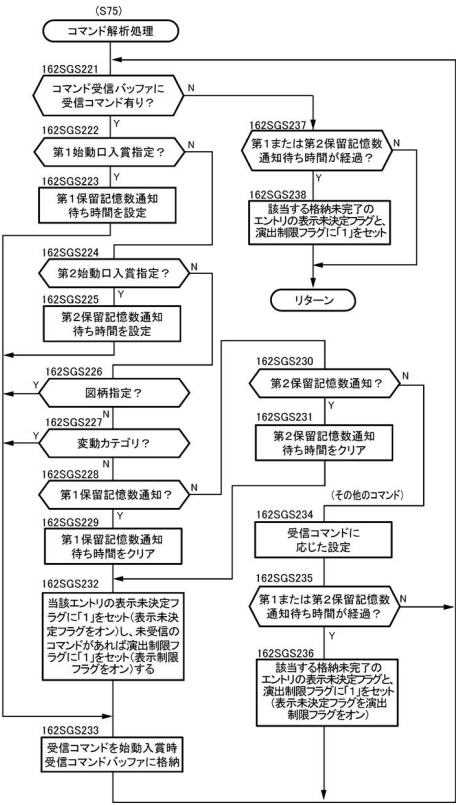 (S75)
コマンド解析処理
162SGS221
コマンド受信バッファに
受信コマンド有り?
N
Y
162SGS222
第1始動口入賞指定?
N
Y
162SGS223
第1保留記憶数通知
待ち時間を設定
162SGS224
第2始動口入賞指定?
N
Y
162SGS225
第2保留記憶数通知
待ち時間を設定
162SGS226
図柄指定?
Y
N
162SGS227
変動カテゴリ?
Y
N
162SGS228
第1保留記憶数通知?
N
Y
162SGS229
第1保留記憶数通知
待ち時間をクリア
162SGS232
当該エントリの表示未決定フ
ラグに「1」をセット(表示未決
定フラグをオン)し、未受信の
コマンドがあれば演出制限フ
ラグに「1」をセット(表示制限
フラグをオン)する
162SGS233
受信コマンドを始動入賞時
受信コマンドバッファに格納
162SGS237
第1または第2保留記憶数
通知待ち時間が経過?
N
Y
162SGS238
該当する格納未完了の
エントリの表示未決定フラグと、
演出制限フラグに「1」をセット
リターン
162SGS230
第2保留記憶数通知?
N
Y
162SGS231
第2保留記憶数通知
待ち時をクリア
(その他のコマンド)
162SGS234
受信コマンドに
応じた設定
162SGS235
第1または第2保留記憶数
通知待ち時間が経過?
N
Y
162SGS236
該当する格納未完了の
エントリの表示未決定フラグと、
演出制限フラグに「1」をセット
(表示未決定フラグを演出
制限フラグをオン)